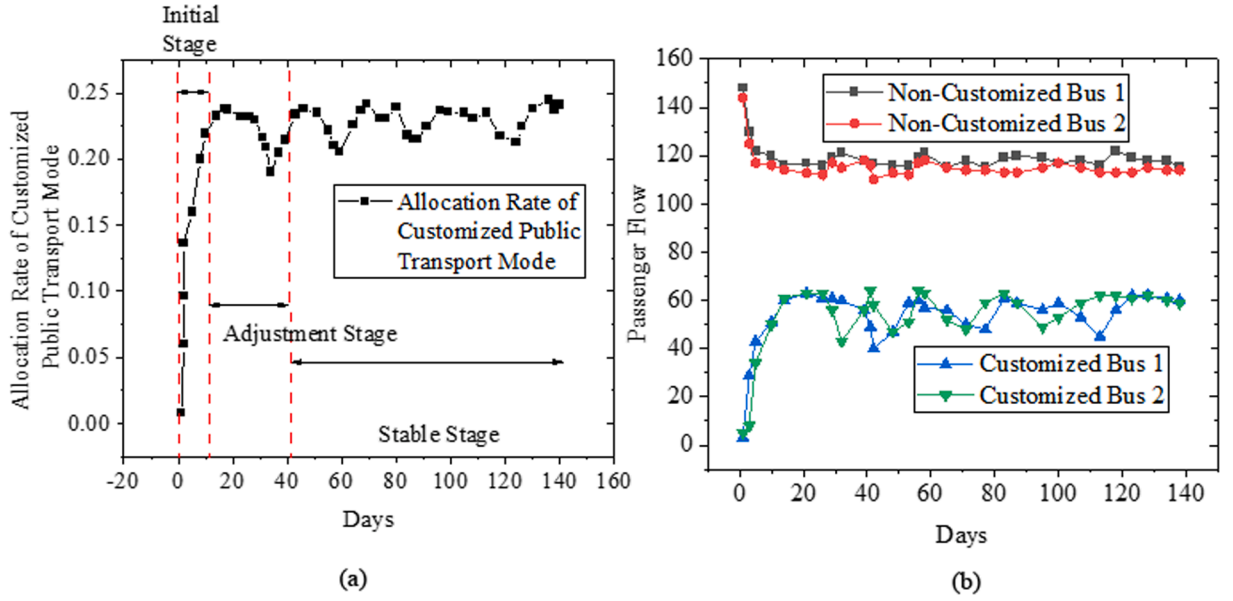 Initial
Stage
Allocation Rate of Customized
Public Transport Mode
0.25
0.20
0.15
0.10
0.05
0.00
Allocation Rate of
Customized Public
Transport Mode
Adjustment Stage
Stable Stage
-20 0 20 40 60 80 100 120 140 160
Days
(a)
Passenger Flow
160
140
120
100
80
60
40
20
0
Non-Customized Bus 1
Non-Customized Bus 2
Customized Bus 1
Customized Bus 2
0 20 40 60 80 100 120 140
Days
(b)